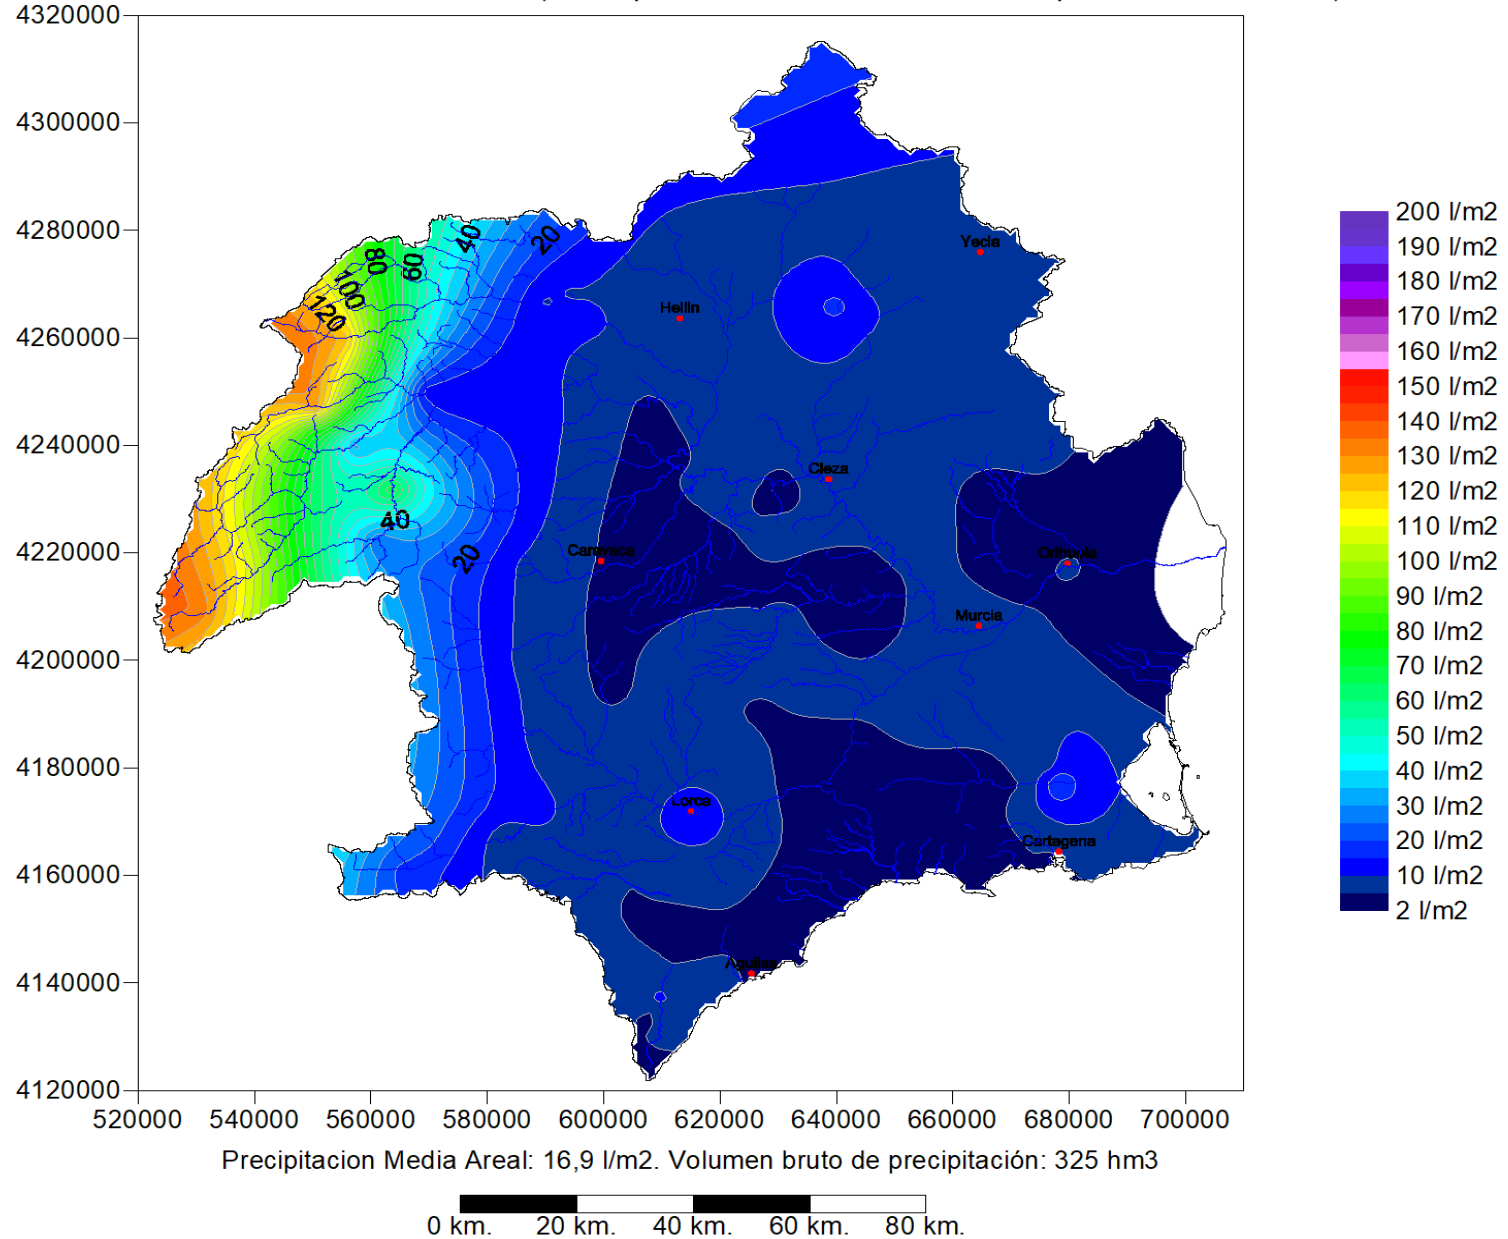 4320000
4300000
4280000
4260000
4240000
4220000
4200000
4180000
4160000
4140000
4120000
520000 540000 560000 580000 600000 620000 640000 660000 680000 700000
120
100
80
60
40
20
40
20
Yecla
Hellin
Cieza
Caravaca
Orihuela
Murcia
Lorca
Cartagena
Aguilas
200 l/m2
190 l/m2
180 l/m2
170 l/m2
160 l/m2
150 l/m2
140 l/m2
130 l/m2
120 l/m2
110 l/m2
100 l/m2
90 l/m2
80 l/m2
70 l/m2
60 l/m2
50 l/m2
40 l/m2
30 l/m2
20 l/m2
10 l/m2
2 l/m2
Precipitacion Media Areal: 16,9 l/m2. Volumen bruto de precipitación: 325 hm3
0 km. 20 km. 40 km. 60 km. 80 km.